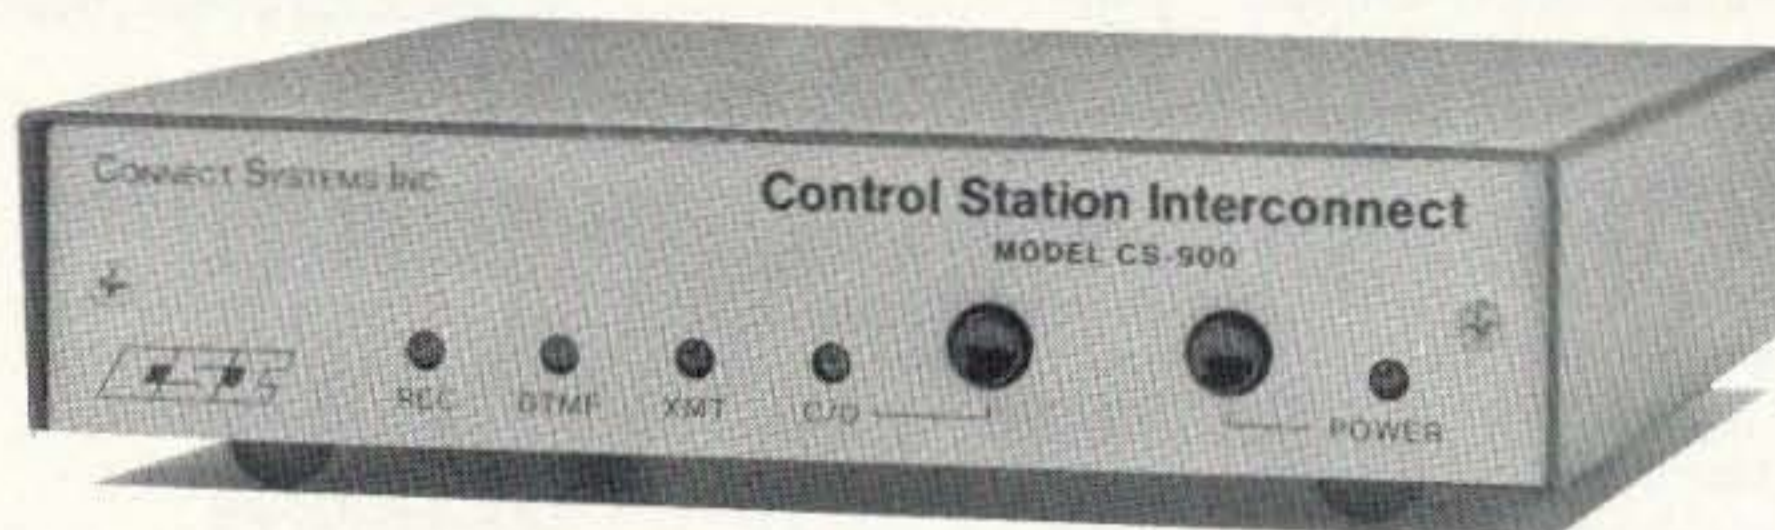 CONNECT SYSTEMS INC
Control Station Interconnect
MODEL CS-900
REC DTMF XMT C/D POWER